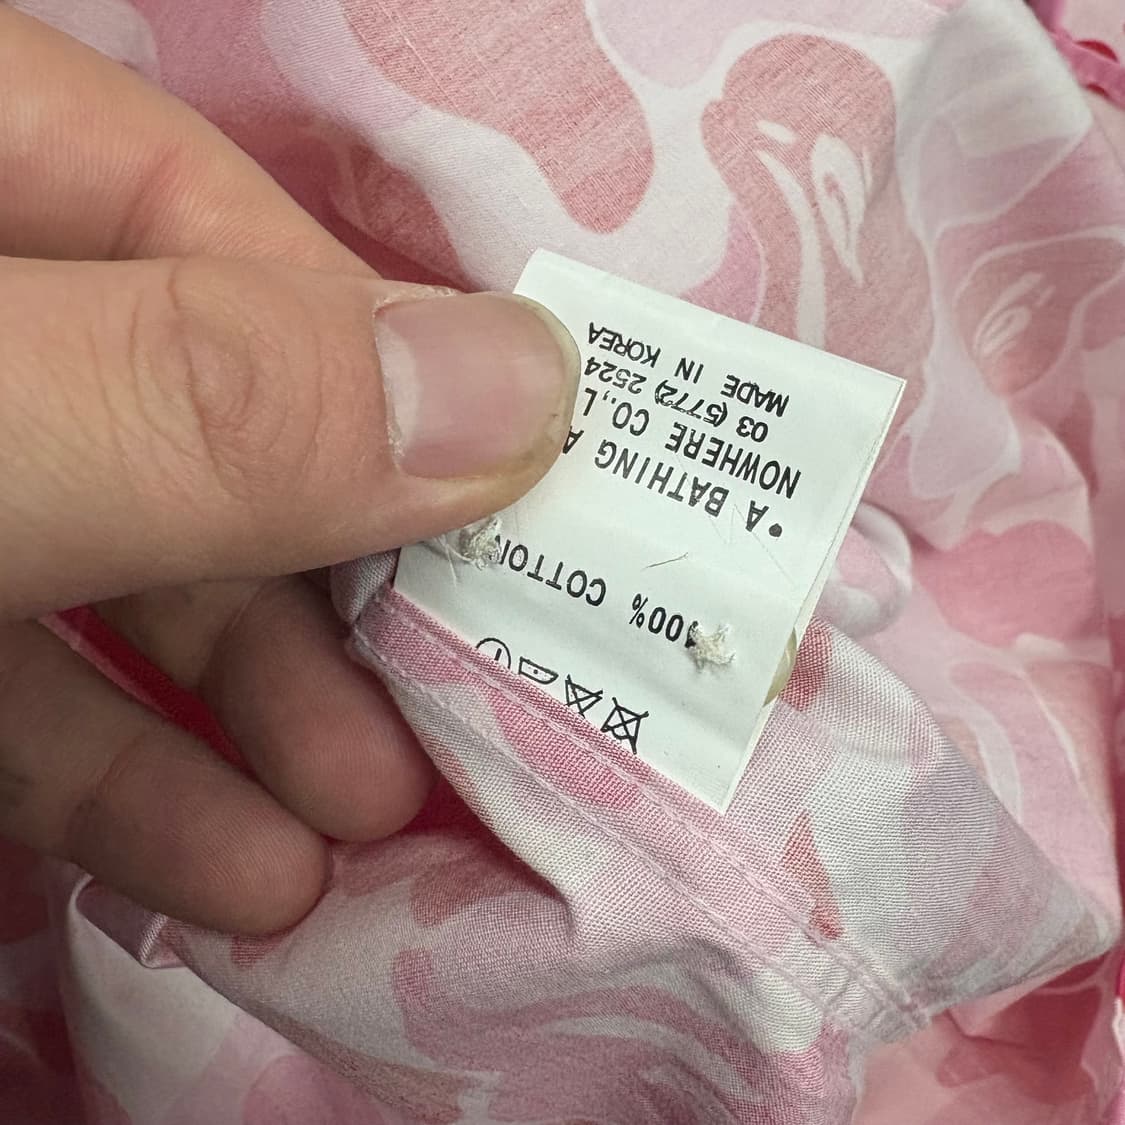 100% COTTON
*A BATHING A
NOWHERE CO.,L
03 (5772) 2524
MADE IN KOREA